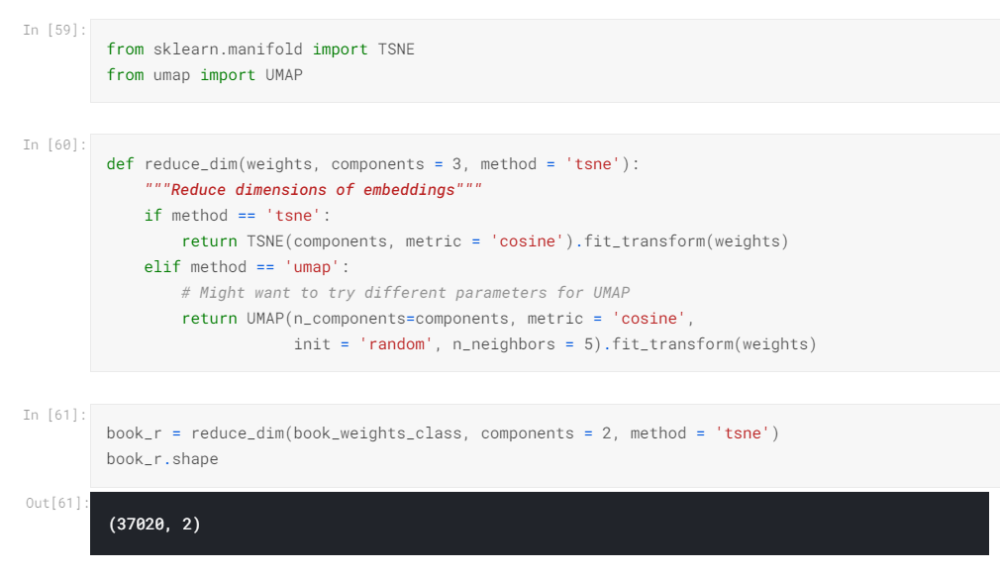 In [59]:
from sklearn.manifold import TSNE
from umap import UMAP
In [60]:
def reduce_dim(weights, components = 3, method = 'tsne'):
    """Reduce dimensions of embeddings"""
    if method == 'tsne':
        return TSNE(components, metric = 'cosine').fit_transform(weights)
    elif method == 'umap':
        # Might want to try different parameters for UMAP
        return UMAP(n_components=components, metric = 'cosine',
                    init = 'random', n_neighbors = 5).fit_transform(weights)
In [61]:
book_r = reduce_dim(book_weights_class, components = 2, method = 'tsne')
book_r.shape
Out[61]:
(37020, 2)